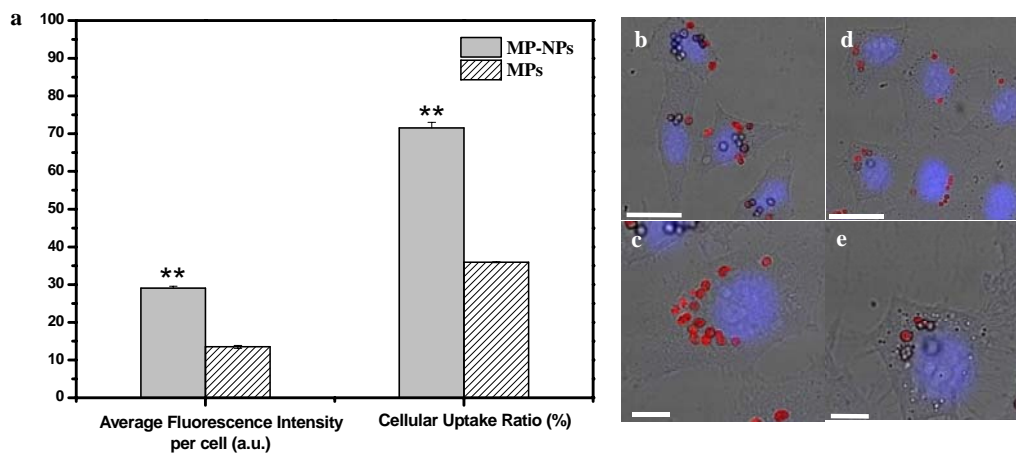 a
100
90
80
70
60
50
40
30
20
10
0
MP-NPs
MPs
**
**
Average Fluorescence Intensity
per cell (a.u.)
Cellular Uptake Ratio (%)
b
d
c
e